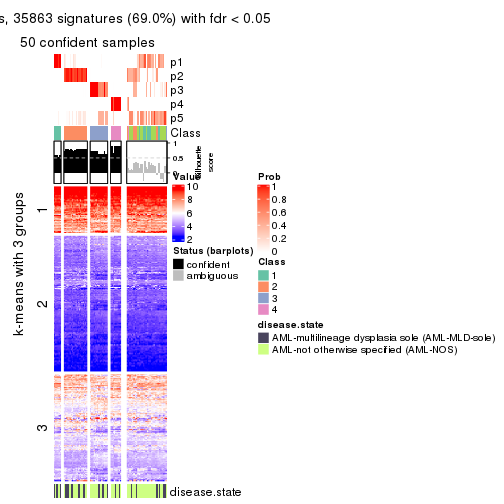 s, 35863 signatures (69.0%) with fdr < 0.05
50 confident samples
p1
p2
p3
p4
p5
Class
1
0.5
0
silhouette
score
k-means with 3 groups
1
2
3
Value
10
8
6
4
2
Status (barplots)
confident
ambiguous
Prob
1
0.8
0.6
0.4
0.2
0
Class
1
2
3
4
disease.state
AML-multilineage dysplasia sole (AML-MLD-sole)
AML-not otherwise specified (AML-NOS)
disease.state